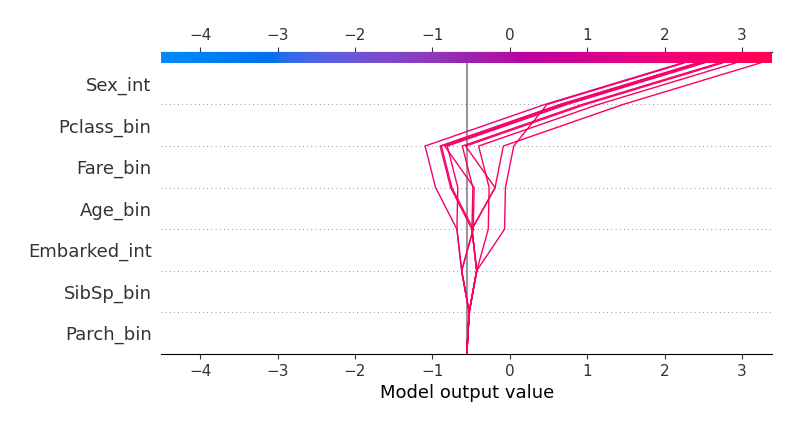 −4 −3 −2 −1 0 1 2 3
Sex_int
Pclass_bin
Fare_bin
Age_bin
Embarked_int
SibSp_bin
Parch_bin
−4 −3 −2 −1 0 1 2 3
Model output value